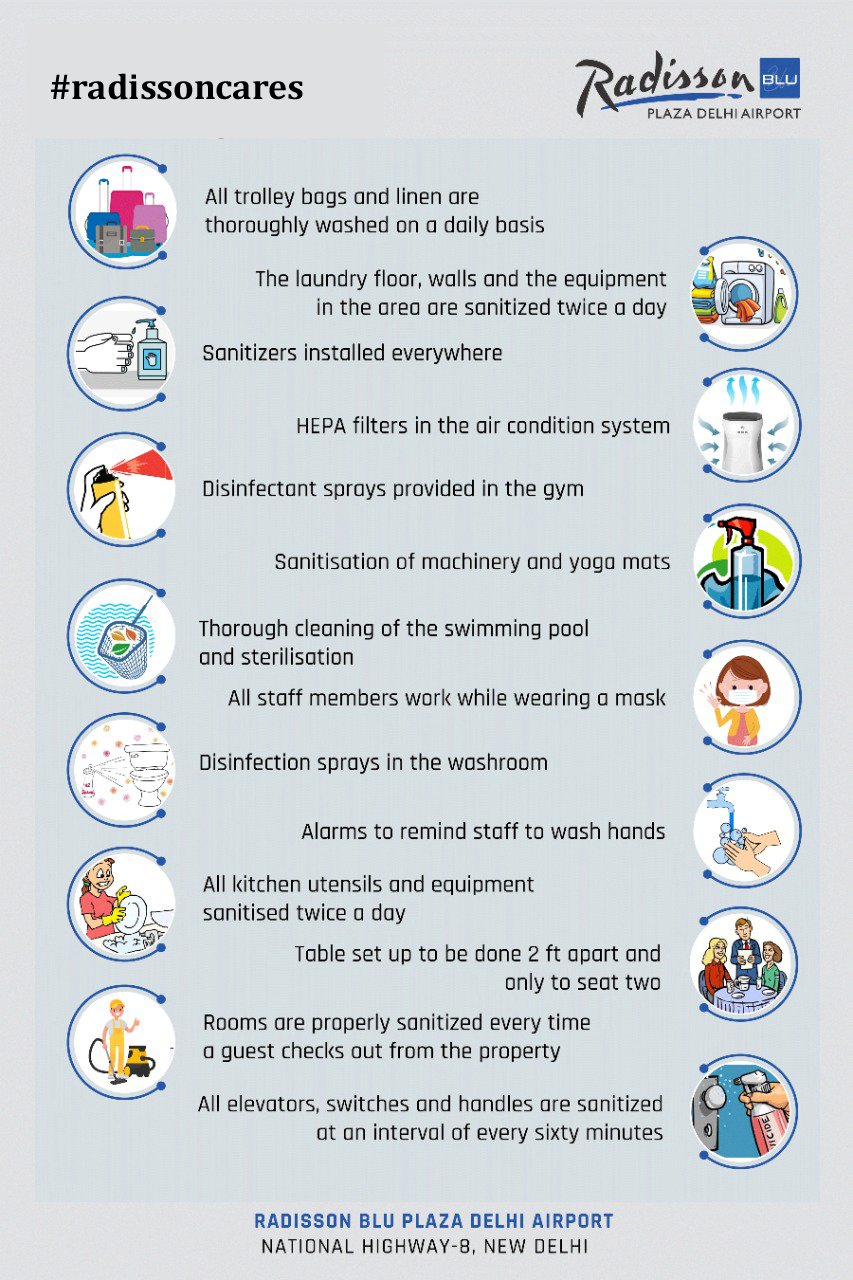 #radissoncares
Radisson BLU
PLAZA DELHI AIRPORT
All trolley bags and linen are
thoroughly washed on a daily basis
The laundry floor, walls and the equipment
in the area are sanitized twice a day
Sanitizers installed everywhere
HEPA filters in the air condition system
Disinfectant sprays provided in the gym
Sanitisation of machinery and yoga mats
Thorough cleaning of the swimming pool
and sterilisation
All staff members work while wearing a mask
Disinfection sprays in the washroom
Alarms to remind staff to wash hands
All kitchen utensils and equipment
sanitised twice a day
Table set up to be done 2 ft apart and
only to seat two
Rooms are properly sanitized every time
a guest checks out from the property
All elevators, switches and handles are sanitized
at an interval of every sixty minutes
RADISSON BLU PLAZA DELHI AIRPORT
NATIONAL HIGHWAY-8, NEW DELHI